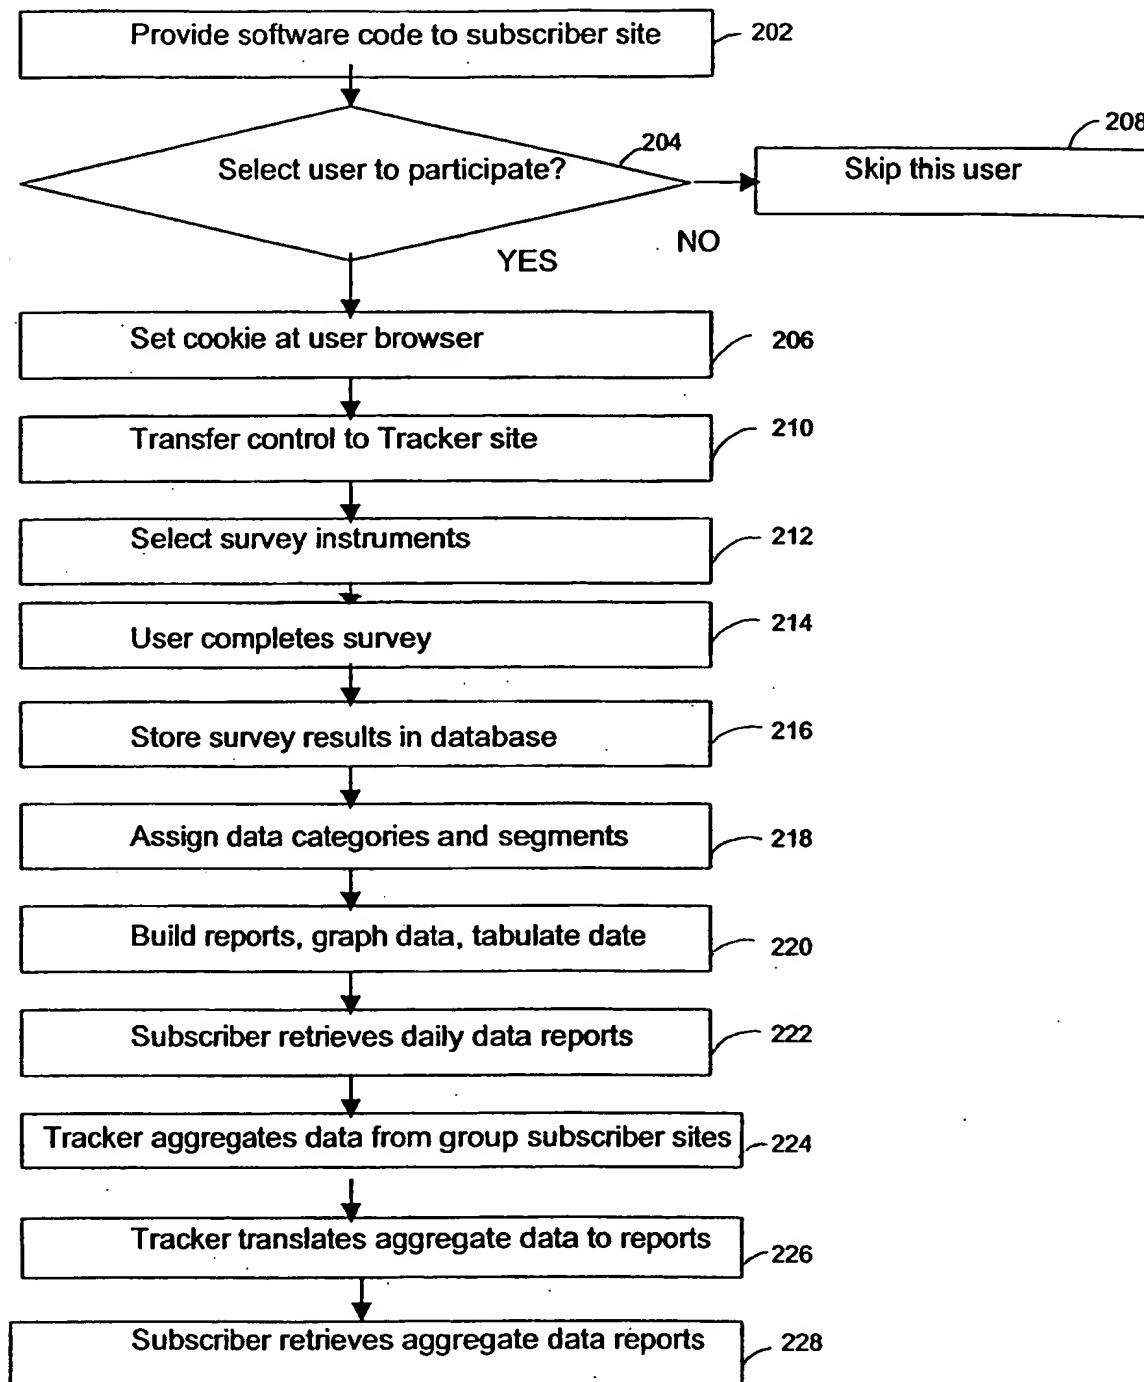 Provide software code to subscriber site
202
208
204
Select user to participate?
Skip this user
NO
YES
Set cookie at user browser
206
Transfer control to Tracker site
210
Select survey instruments
212
User completes survey
214
Store survey results in database
216
Assign data categories and segments
218
Build reports, graph data, tabulate date
220
Subscriber retrieves daily data reports
222
Tracker aggregates data from group subscriber sites
224
Tracker translates aggregate data to reports
226
Subscriber retrieves aggregate data reports
228